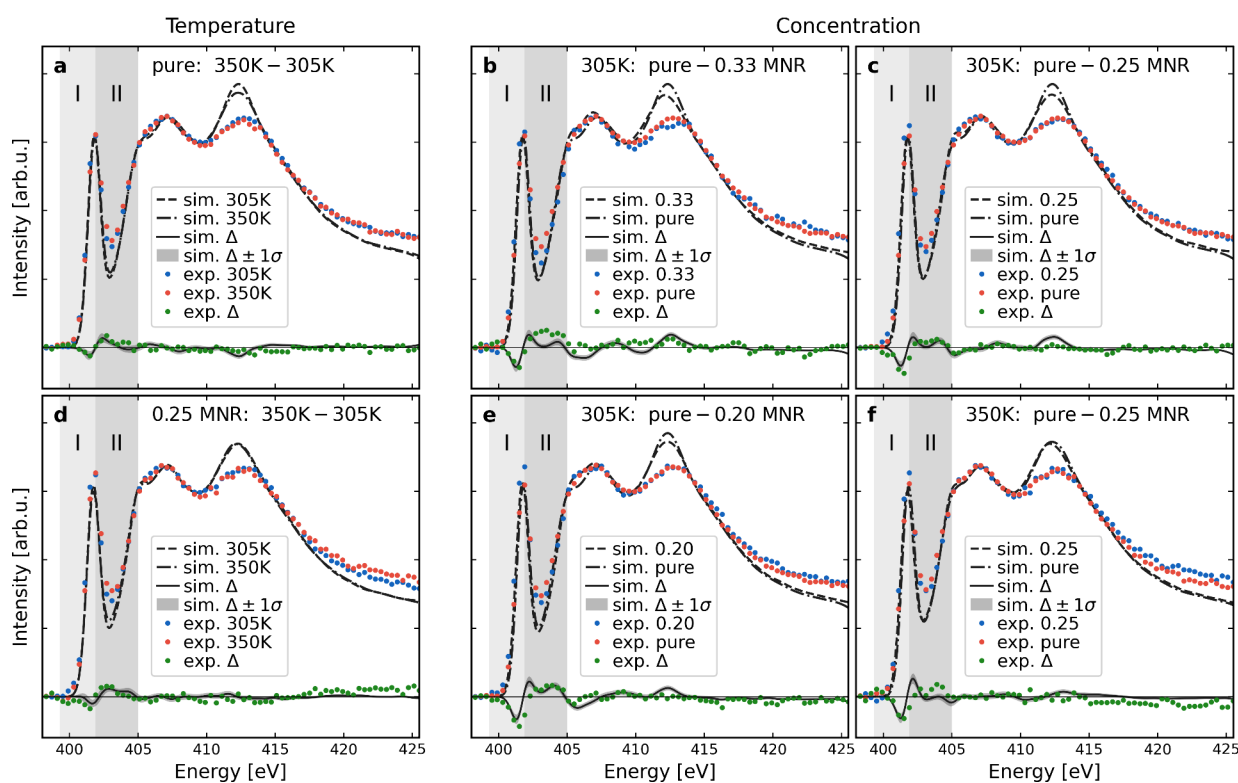 Temperature
Concentration
a pure: 350K − 305K
I II
sim. 305K
sim. 350K
sim. Δ
sim. Δ ± 1σ
exp. 305K
exp. 350K
exp. Δ
Intensity [arb.u.]
b 305K: pure − 0.33 MNR
I II
sim. 0.33
sim. pure
sim. Δ
sim. Δ ± 1σ
exp. 0.33
exp. pure
exp. Δ
c 305K: pure − 0.25 MNR
I II
sim. 0.25
sim. pure
sim. Δ
sim. Δ ± 1σ
exp. 0.25
exp. pure
exp. Δ
d 0.25 MNR: 350K − 305K
I II
sim. 305K
sim. 350K
sim. Δ
sim. Δ ± 1σ
exp. 305K
exp. 350K
exp. Δ
Intensity [arb.u.]
400 405 410 415 420 425
Energy [eV]
e 305K: pure − 0.20 MNR
I II
sim. 0.20
sim. pure
sim. Δ
sim. Δ ± 1σ
exp. 0.20
exp. pure
exp. Δ
400 405 410 415 420 425
Energy [eV]
f 350K: pure − 0.25 MNR
I II
sim. 0.25
sim. pure
sim. Δ
sim. Δ ± 1σ
exp. 0.25
exp. pure
exp. Δ
400 405 410 415 420 425
Energy [eV]